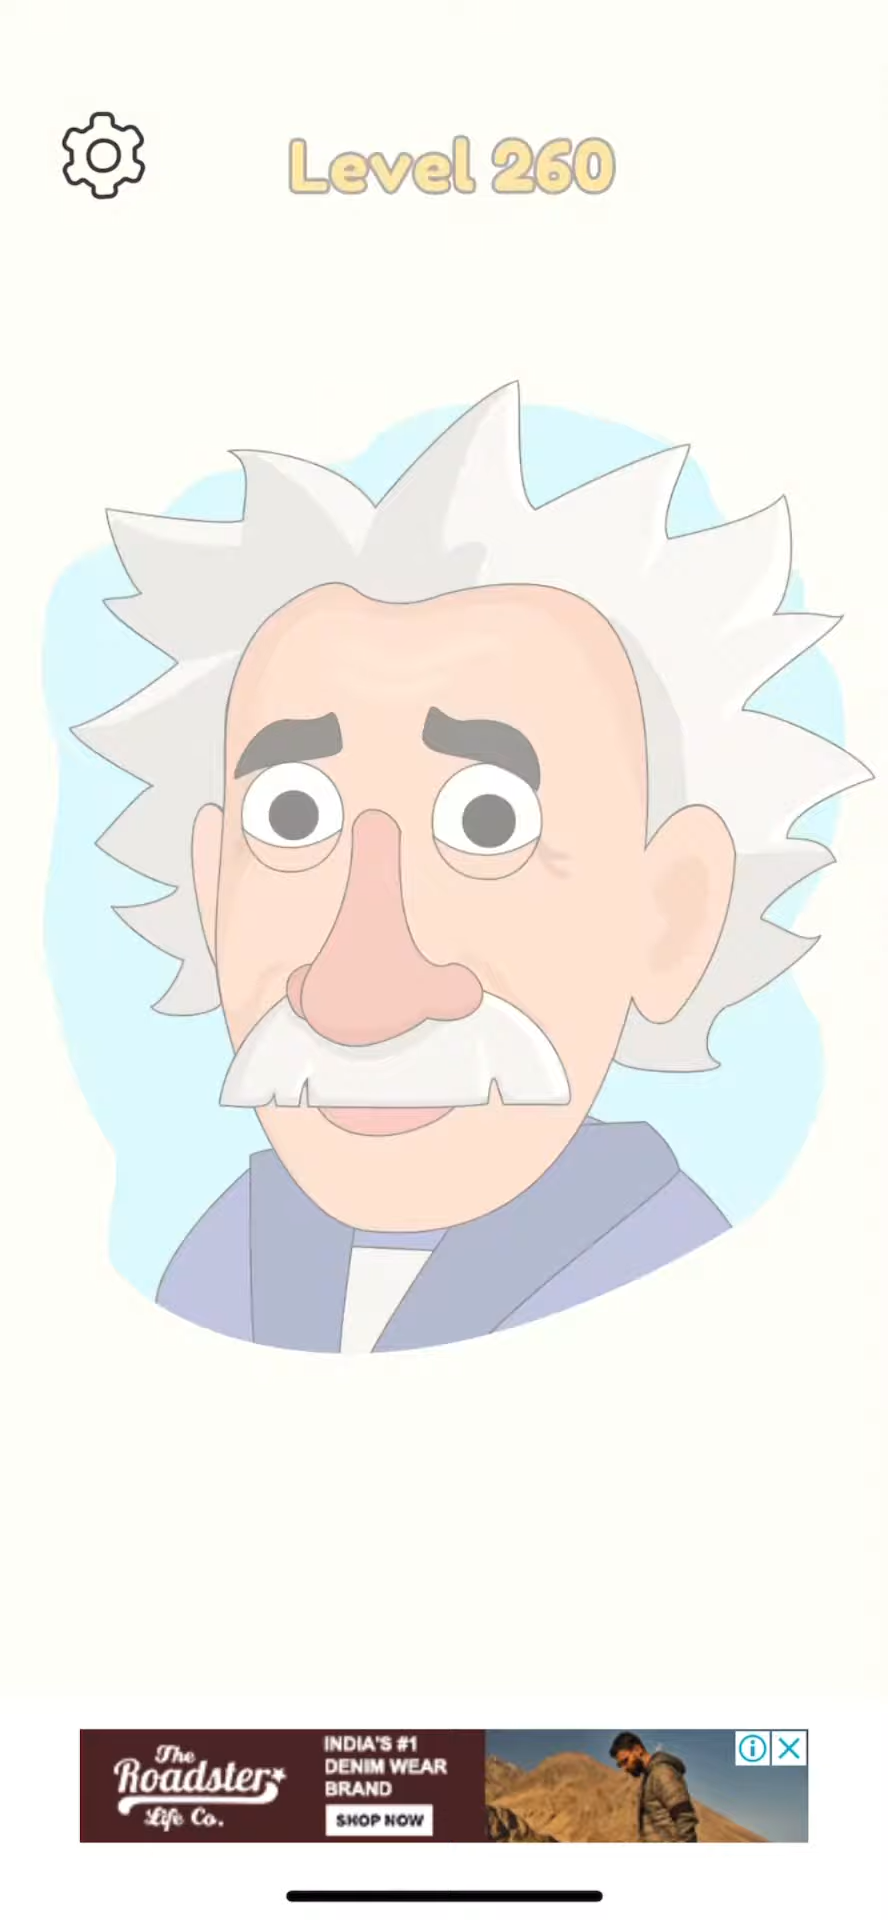 Level 260
The
Roadster
Life Co.
INDIA'S #1
DENIM WEAR
BRAND
SHOP NOW